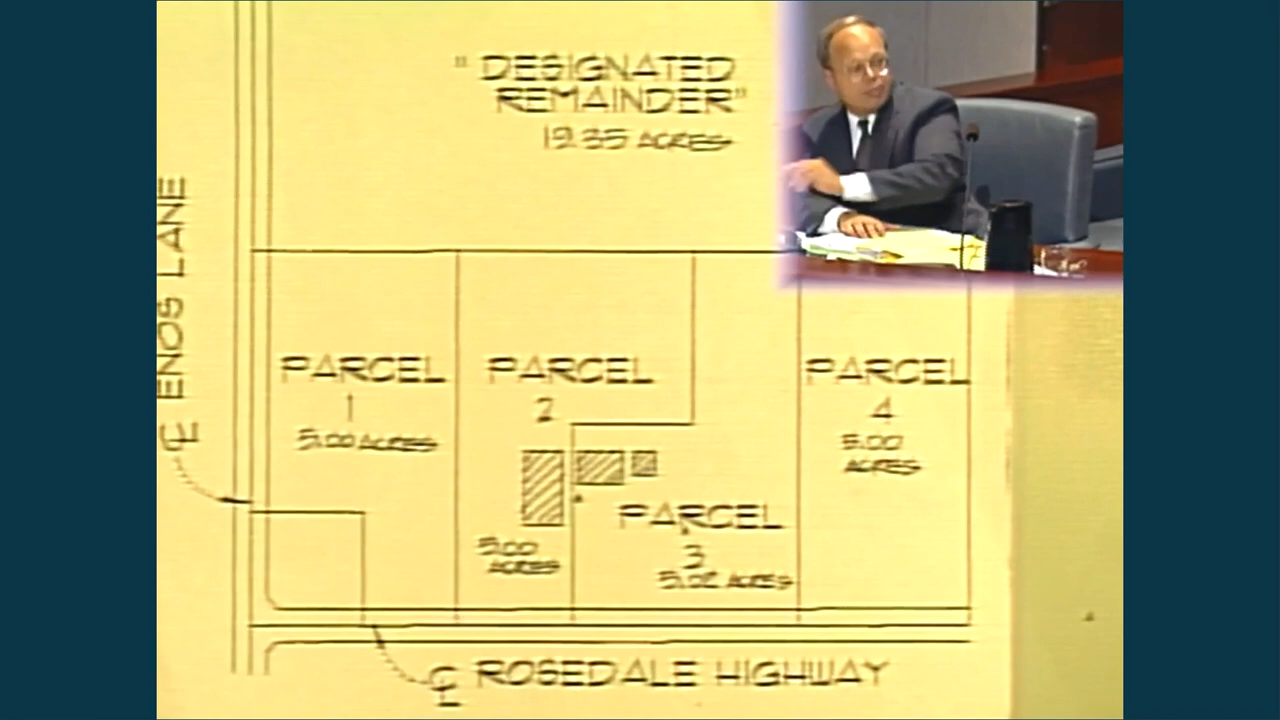 " DESIGNATED
REMAINDER"
19.35 ACRES
℄ ENOS LANE
PARCEL
1
5.00 ACRES
PARCEL
2
5.00
ACRES
PARCEL
3
5.02 ACRES
PARCEL
4
5.00
ACRES
℄ ROSEDALE HIGHWAY